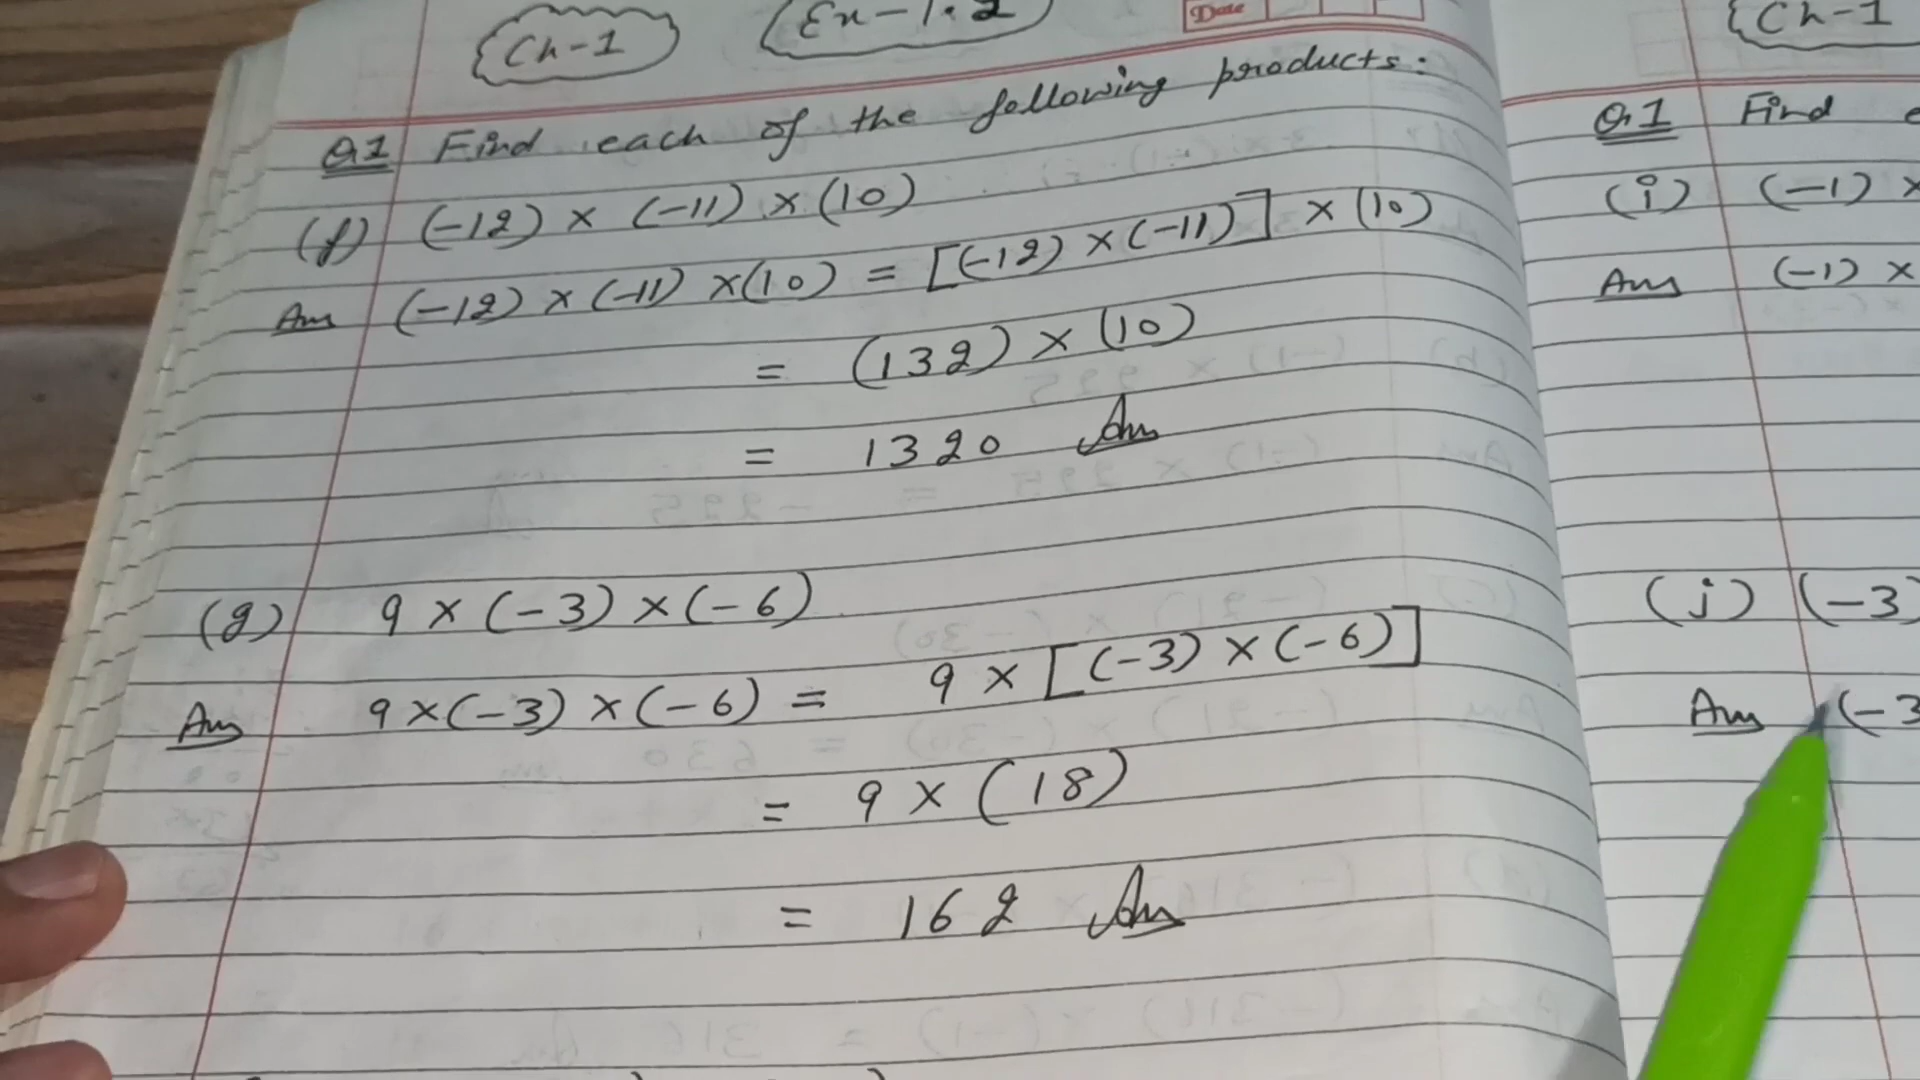 Ch-1
Ex-1.2
Date
Q.1 Find each of the following products:
(f) (-12) × (-11) × (10)
Ans (-12) × (-11) × (10) = [(-12) × (-11)] × (10)
= (132) × (10)
= 1320 Ans
(g) 9 × (-3) × (-6)
Ans 9 × (-3) × (-6) = 9 × [(-3) × (-6)]
= 9 × (18)
= 162 Ans
Ch-1
Q.1 Find
(i) (-1) ×
Ans (-1) ×
(j) (-3)
Ans (-3